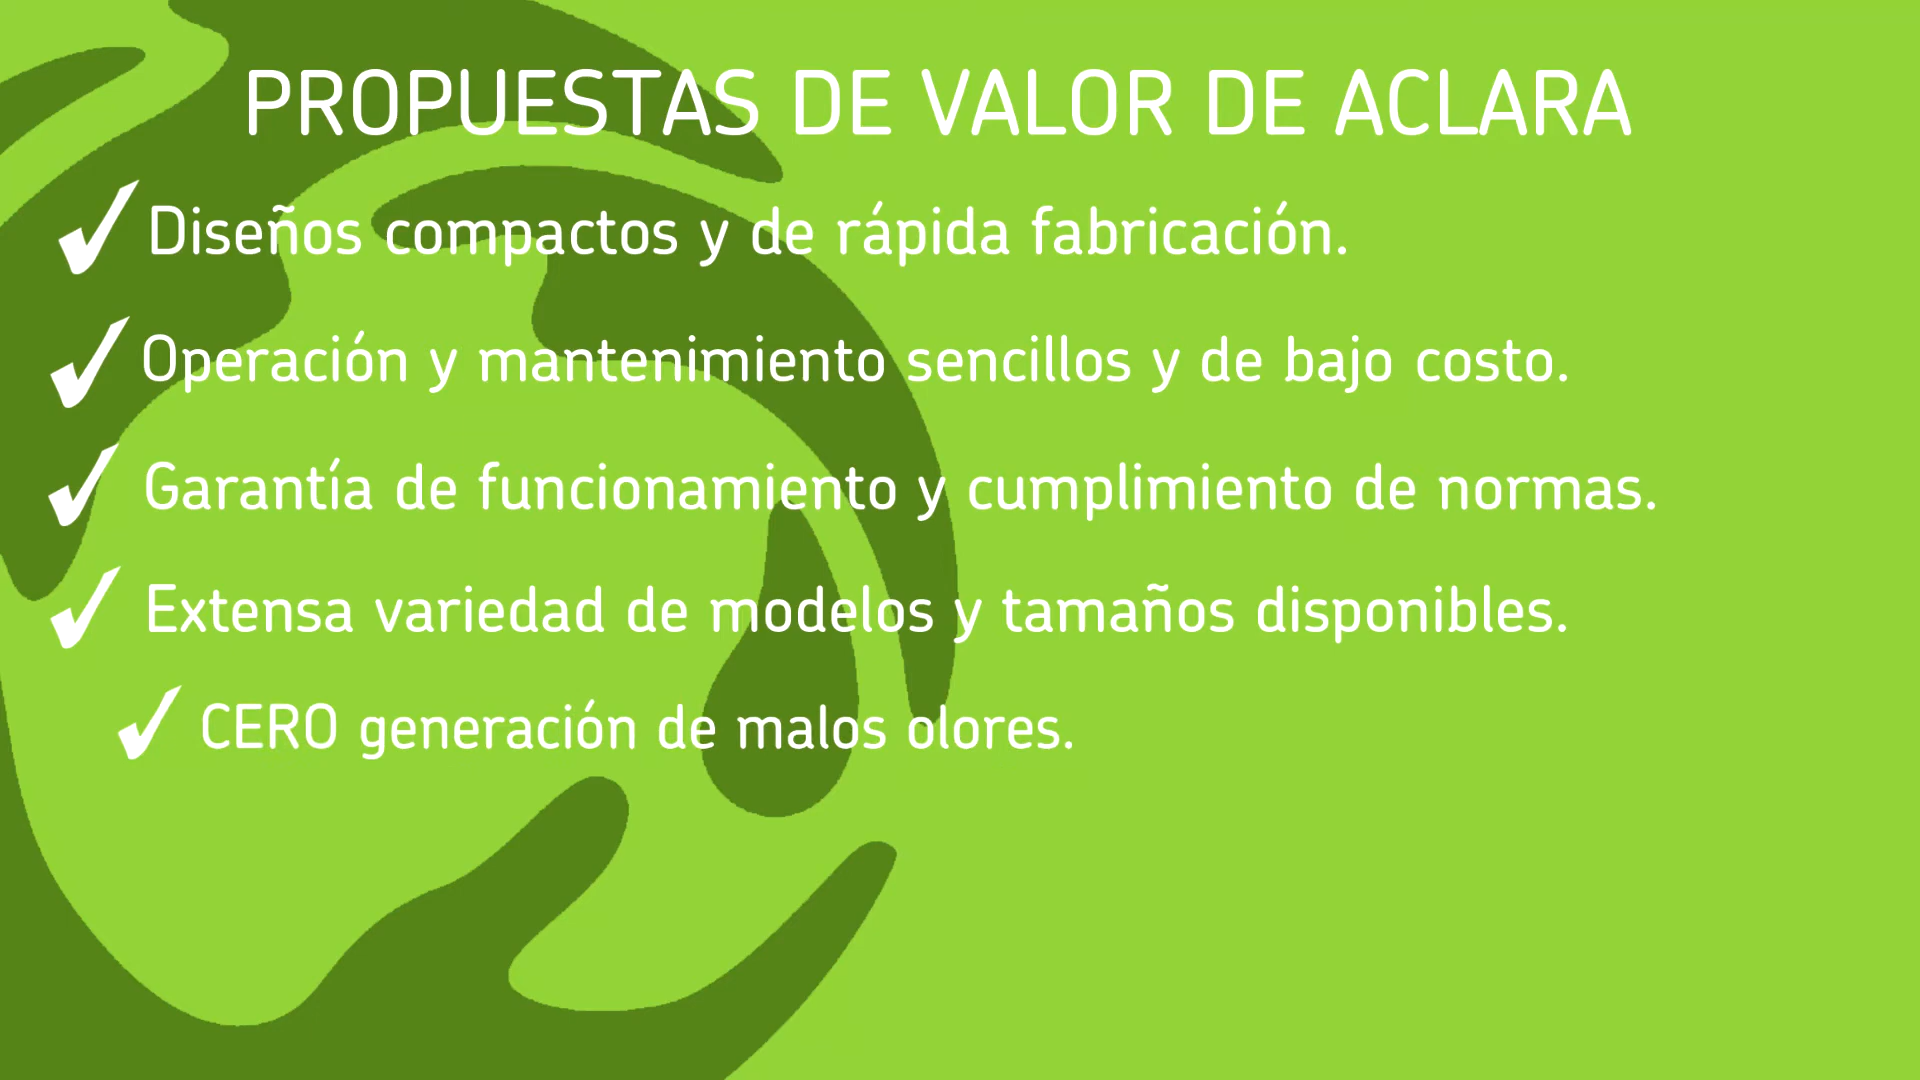 PROPUESTAS DE VALOR DE ACLARA
✓ Diseños compactos y de rápida fabricación.
✓ Operación y mantenimiento sencillos y de bajo costo.
✓ Garantía de funcionamiento y cumplimiento de normas.
✓ Extensa variedad de modelos y tamaños disponibles.
✓ CERO generación de malos olores.